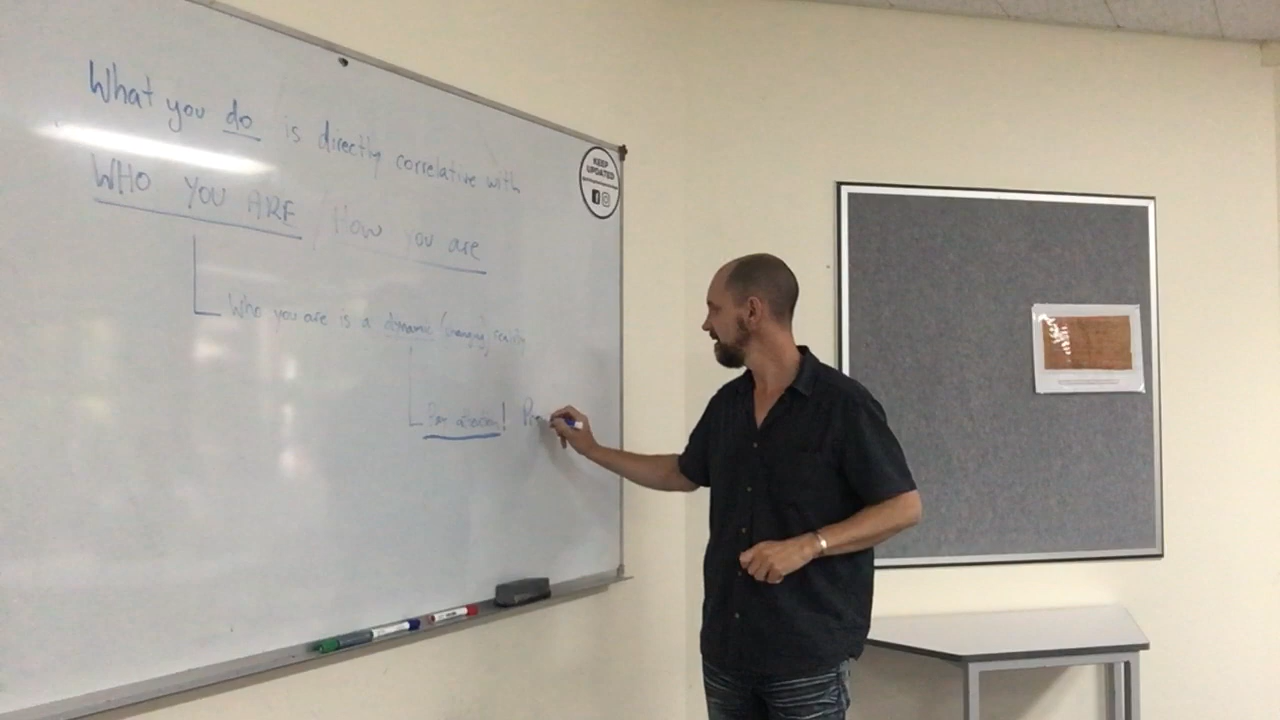 What you do is directly correlative with
WHO YOU ARE / How you are
Who you are is a dynamic (changing) reality
Pay attention!
KEEP
UPDATED